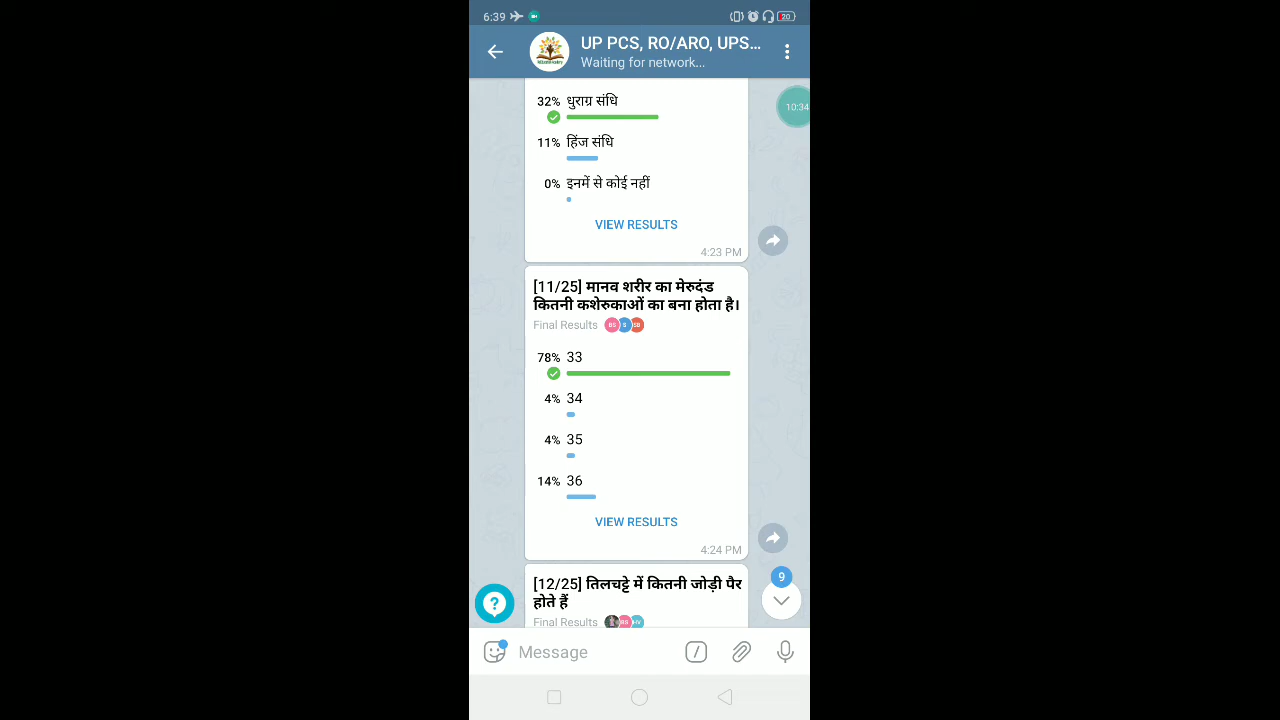 6:39
20
UP PCS, RO/ARO, UPS...
Waiting for network...
10:34
32% धुराग्र संधि
11% हिंज संधि
0% इनमें से कोई नहीं
VIEW RESULTS
4:23 PM
[11/25] मानव शरीर का मेरुदंड
कितनी कशेरुकाओं का बना होता है।
Final Results
78% 33
4% 34
4% 35
14% 36
VIEW RESULTS
4:24 PM
9
[12/25] तिलचट्टे में कितनी जोड़ी पैर
होते हैं
Final Results
Message